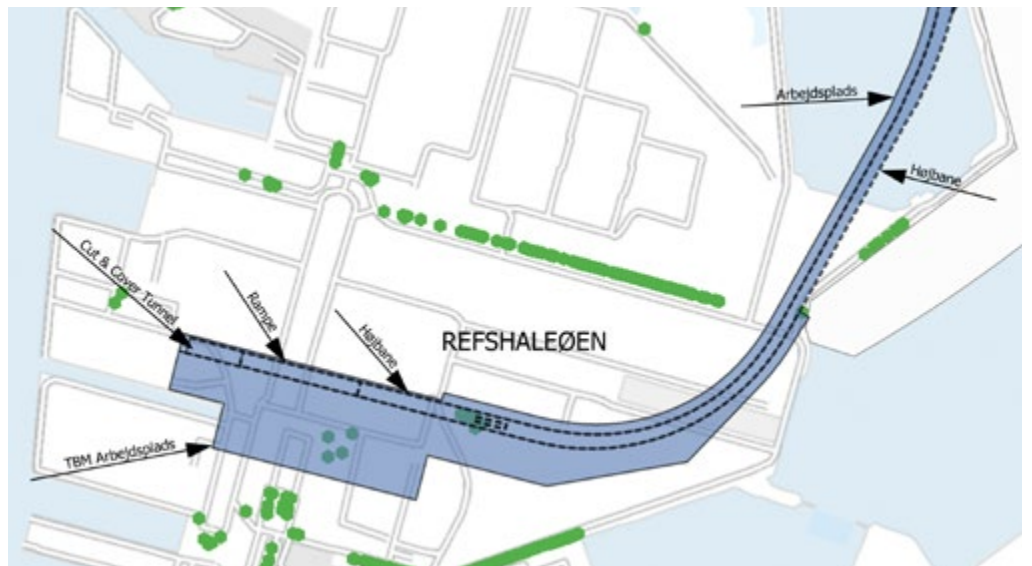 Arbejdsplads
Højbane
Cut & Cover Tunnel
Rampe
Højbane
REFSHALEØEN
TBM Arbejdsplads